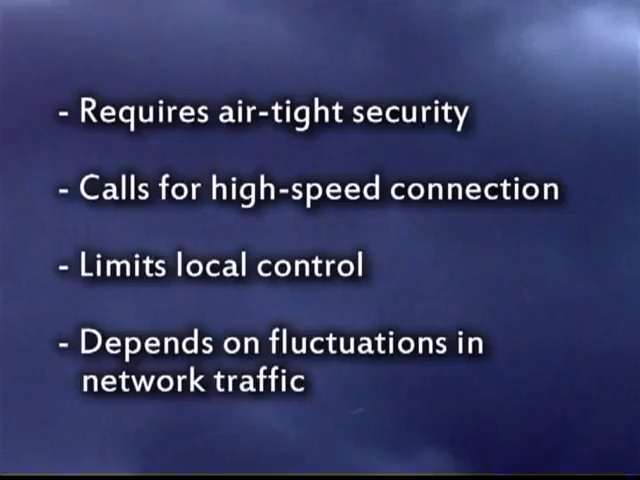 - Requires air-tight security
- Calls for high-speed connection
- Limits local control
- Depends on fluctuations in
network traffic